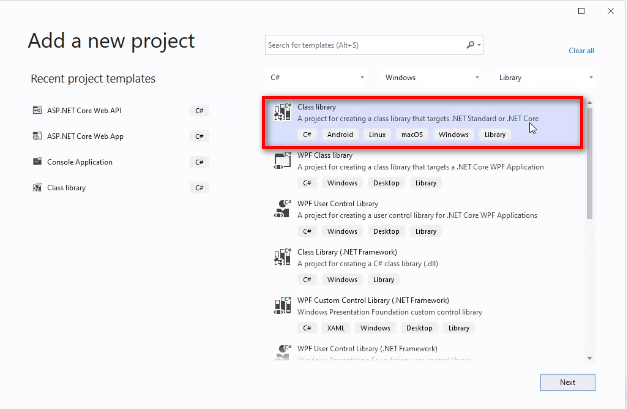 Add a new project
Search for templates (Alt+S)
Clear all
Recent project templates
C#
Windows
Library
ASP.NET Core Web API
C#
ASP.NET Core Web App
C#
Console Application
C#
Class library
C#
Class library
A project for creating a class library that targets .NET Standard or .NET Core
C# Android Linux macOS Windows Library
WPF Class library
A project for creating a class library that targets a .NET Core WPF Application
C# Windows Desktop Library
WPF User Control Library
A project for creating a user control library for .NET Core WPF Applications
C# Windows Desktop Library
Class Library (.NET Framework)
A project for creating a C# class library (.dll)
C# Windows Library
WPF Custom Control Library (.NET Framework)
Windows Presentation Foundation custom control library
C# XAML Windows Desktop Library
WPF User Control Library (.NET Framework)
Windows Presentation Foundation user control library
Next